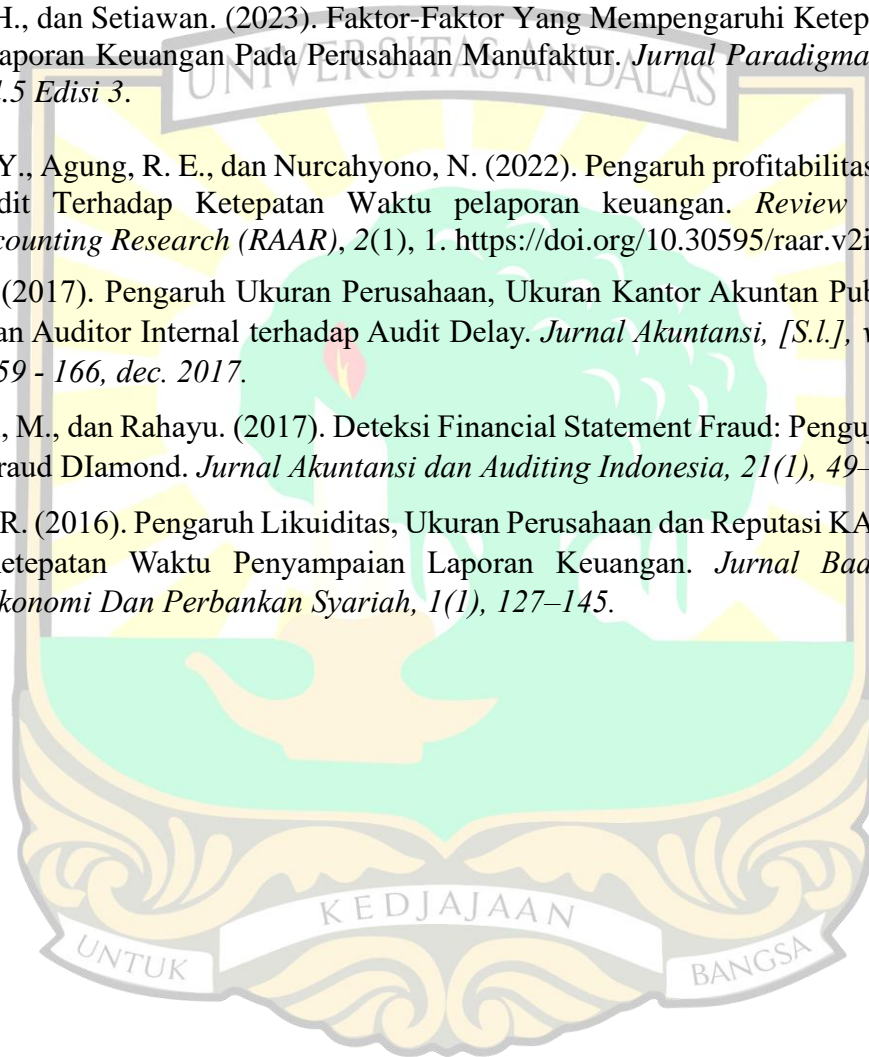 H., dan Setiawan. (2023). Faktor-Faktor Yang Mempengaruhi Ketep
aporan Keuangan Pada Perusahaan Manufaktur. Jurnal Paradigma
.5 Edisi 3.
UNIVERSITAS ANDALAS
Y., Agung, R. E., dan Nurcahyono, N. (2022). Pengaruh profitabilitas
dit Terhadap Ketepatan Waktu pelaporan keuangan. Review
counting Research (RAAR), 2(1), 1. https://doi.org/10.30595/raar.v2i
(2017). Pengaruh Ukuran Perusahaan, Ukuran Kantor Akuntan Pub
an Auditor Internal terhadap Audit Delay. Jurnal Akuntansi, [S.l.], v
59 - 166, dec. 2017.
, M., dan Rahayu. (2017). Deteksi Financial Statement Fraud: Penguj
raud DIamond. Jurnal Akuntansi dan Auditing Indonesia, 21(1), 49–
R. (2016). Pengaruh Likuiditas, Ukuran Perusahaan dan Reputasi KA
etepatan Waktu Penyampaian Laporan Keuangan. Jurnal Baa
konomi Dan Perbankan Syariah, 1(1), 127–145.
UNTUK KEDJAJAAN BANGSA